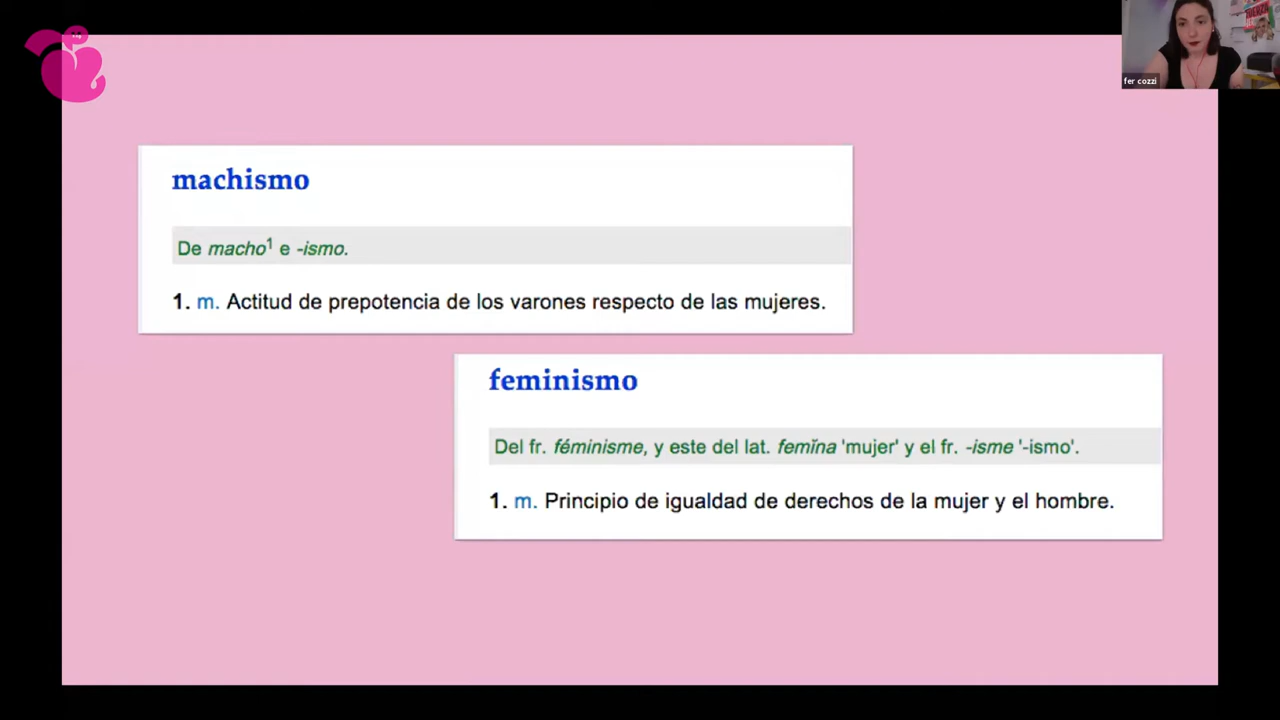 fer cozzi
machismo
De macho¹ e -ismo.
1. m. Actitud de prepotencia de los varones respecto de las mujeres.
feminismo
Del fr. féminisme, y este del lat. femĭna 'mujer' y el fr. -isme '-ismo'.
1. m. Principio de igualdad de derechos de la mujer y el hombre.